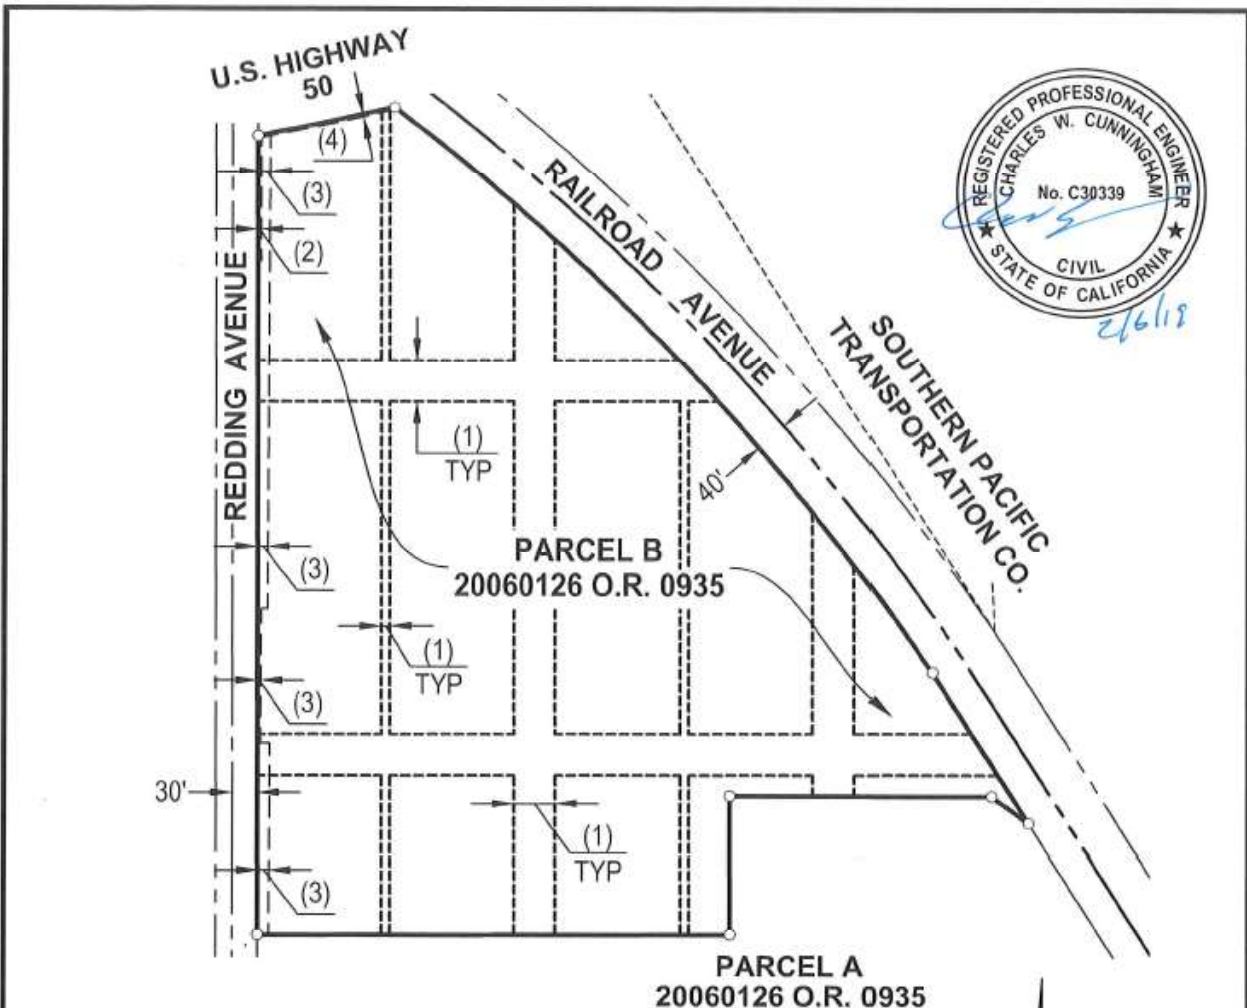 U.S. HIGHWAY
50
(4)
(3)
(2)
REDDING AVENUE
RAILROAD AVENUE
SOUTHERN PACIFIC
TRANSPORTATION CO.
REGISTERED PROFESSIONAL ENGINEER
CHARLES W. CUNNINGHAM
No. C30339
CIVIL
STATE OF CALIFORNIA
2/6/19
(1)
TYP
40'
PARCEL B
20060126 O.R. 0935
(3)
(1)
TYP
(3)
30'
(1)
TYP
(3)
PARCEL A
20060126 O.R. 0935